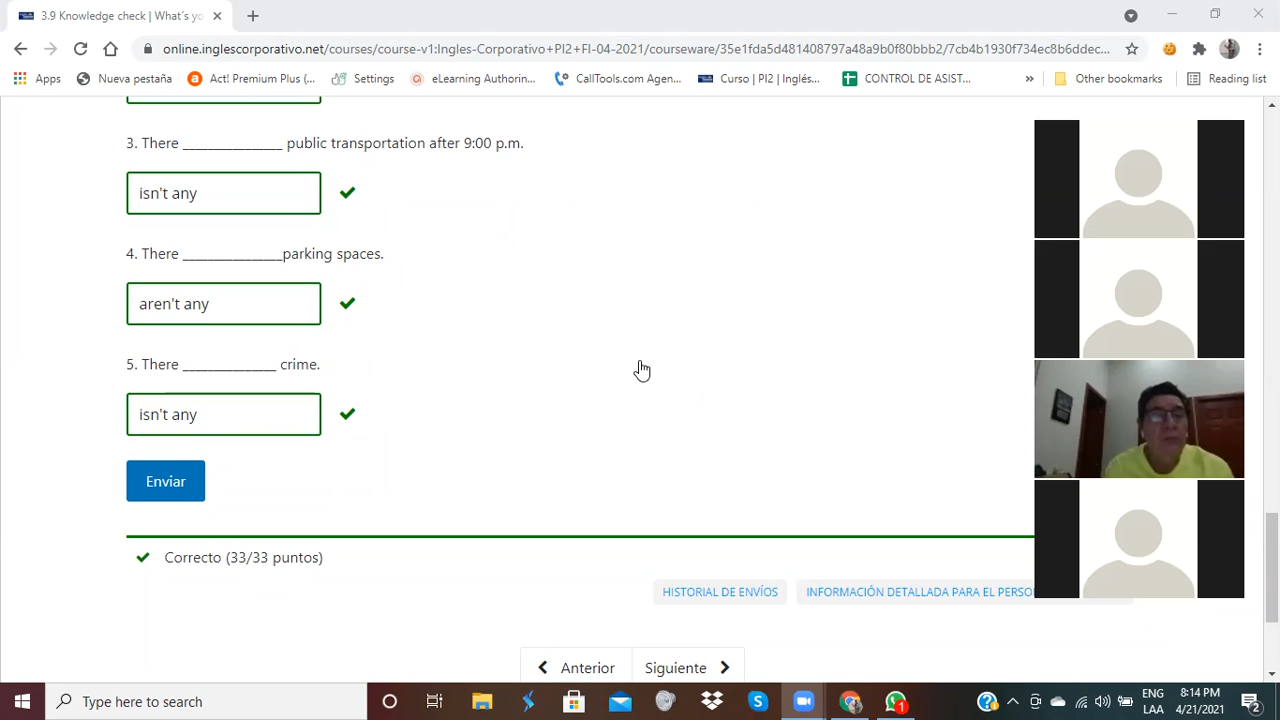 3.9 Knowledge check | What´s yo
online.inglescorporativo.net/courses/course-v1:Ingles-Corporativo+PI2+FI-04-2021/courseware/35e1fda5d481408797a48a9b0f80bbb2/7cb4b1930f734ec8b6ddec...
Apps Nueva pestaña Act! Premium Plus (... Settings eLearning Authorin... CallTools.com Agen... Curso | PI2 | Inglés... CONTROL DE ASIST... » Other bookmarks Reading list
3. There ______________ public transportation after 9:00 p.m.
isn't any
4. There ______________parking spaces.
aren't any
5. There _____________ crime.
isn't any
Enviar
Correcto (33/33 puntos)
HISTORIAL DE ENVÍOS INFORMACIÓN DETALLADA PARA EL PERSO
Anterior Siguiente
Type here to search
1
ENG
LAA
8:14 PM
4/21/2021
2